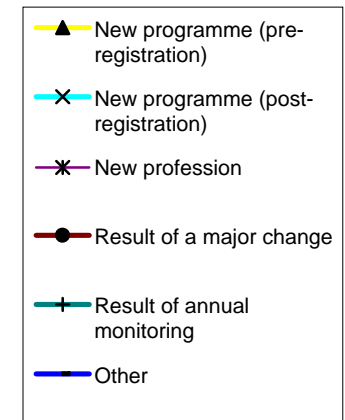 New programme (pre-
registration)
New programme (post-
registration)
New profession
Result of a major change
Result of annual
monitoring
Other